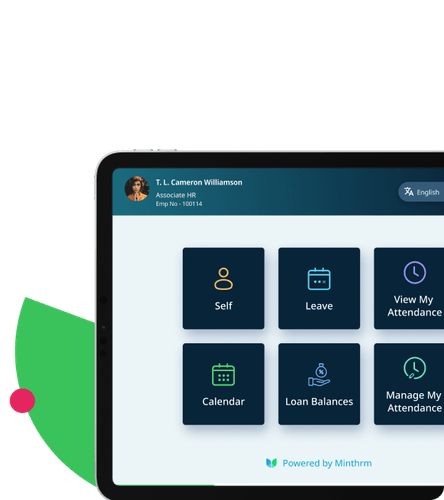 T. L. Cameron Williamson
Associate HR
Emp No - 100114
English
Self
Leave
View My
Attendance
Calendar
Loan Balances
Manage My
Attendance
Powered by Minthrm